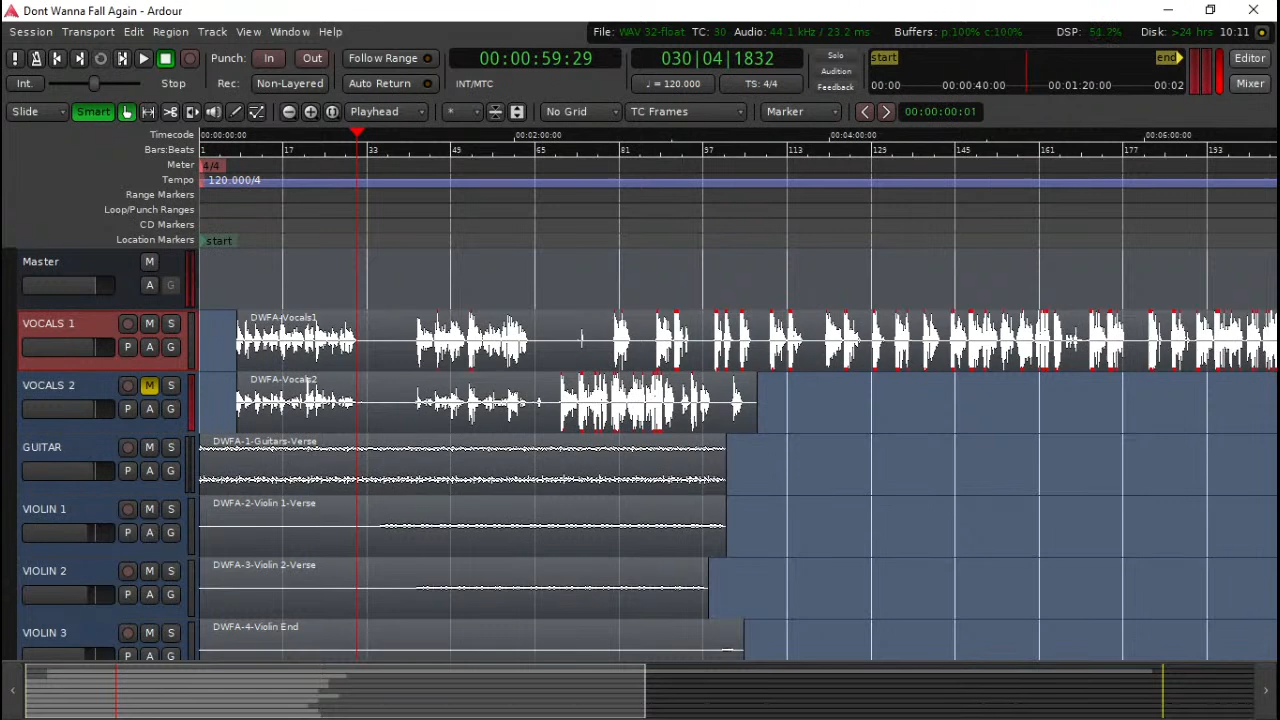 Dont Wanna Fall Again - Ardour
Session Transport Edit Region Track View Window Help
File: WAV 32-float TC: 30 Audio: 44.1 kHz / 23.2 ms Buffers: p:100% c:100% DSP: Disk: >24 hrs 10:11
Punch: In Out Follow Range 00:00:59:29 030|04|1832 Solo Audition Feedback start end Editor
Int. Stop Rec: Non-Layered Auto Return INT/MTC ♩ = 120.000 TS: 4/4 00:00 00:00:40:00 00:01:20:00 00:02 Mixer
Slide Smart Playhead * No Grid TC Frames Marker 00:00:00:01
Timecode 00:00:00:00 00:02:00:00 00:04:00:00 00:06:00:00
Bars:Beats 1 17 33 45 65 81 97 113 129 145 161 177 193
Meter 4/4
Tempo 120.000/4
Range Markers
Loop/Punch Ranges
CD Markers
Location Markers start
Master M
A G
VOCALS 1 M S DWFA-Vocals1
P A G
VOCALS 2 M S DWFA-Vocals2
P A G
GUITAR M S DWFA-1-Guitars-Verse
P A G
VIOLIN 1 M S DWFA-2-Violin 1-Verse
P A G
VIOLIN 2 M S DWFA-3-Violin 2-Verse
P A G
VIOLIN 3 M S DWFA-4-Violin End
P A G